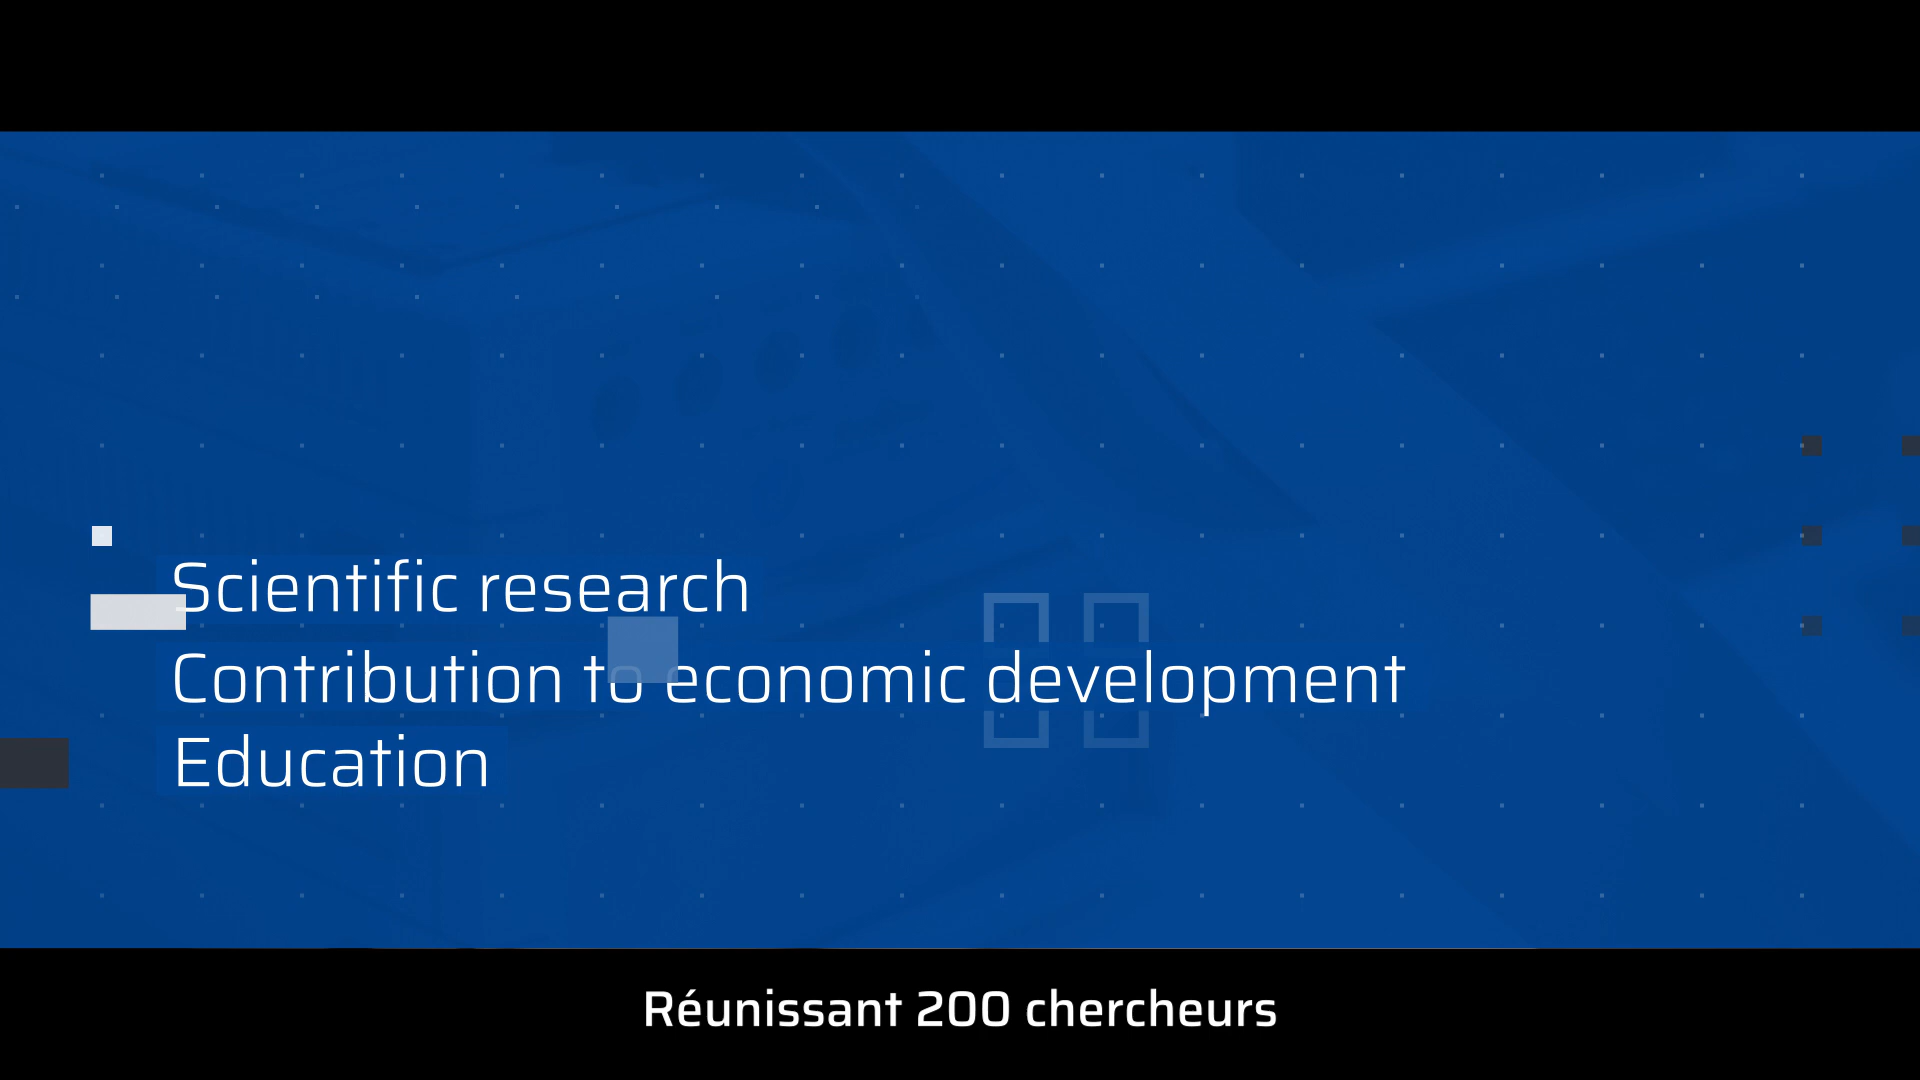 Scientific research
Contribution to economic development
Education
Réunissant 200 chercheurs